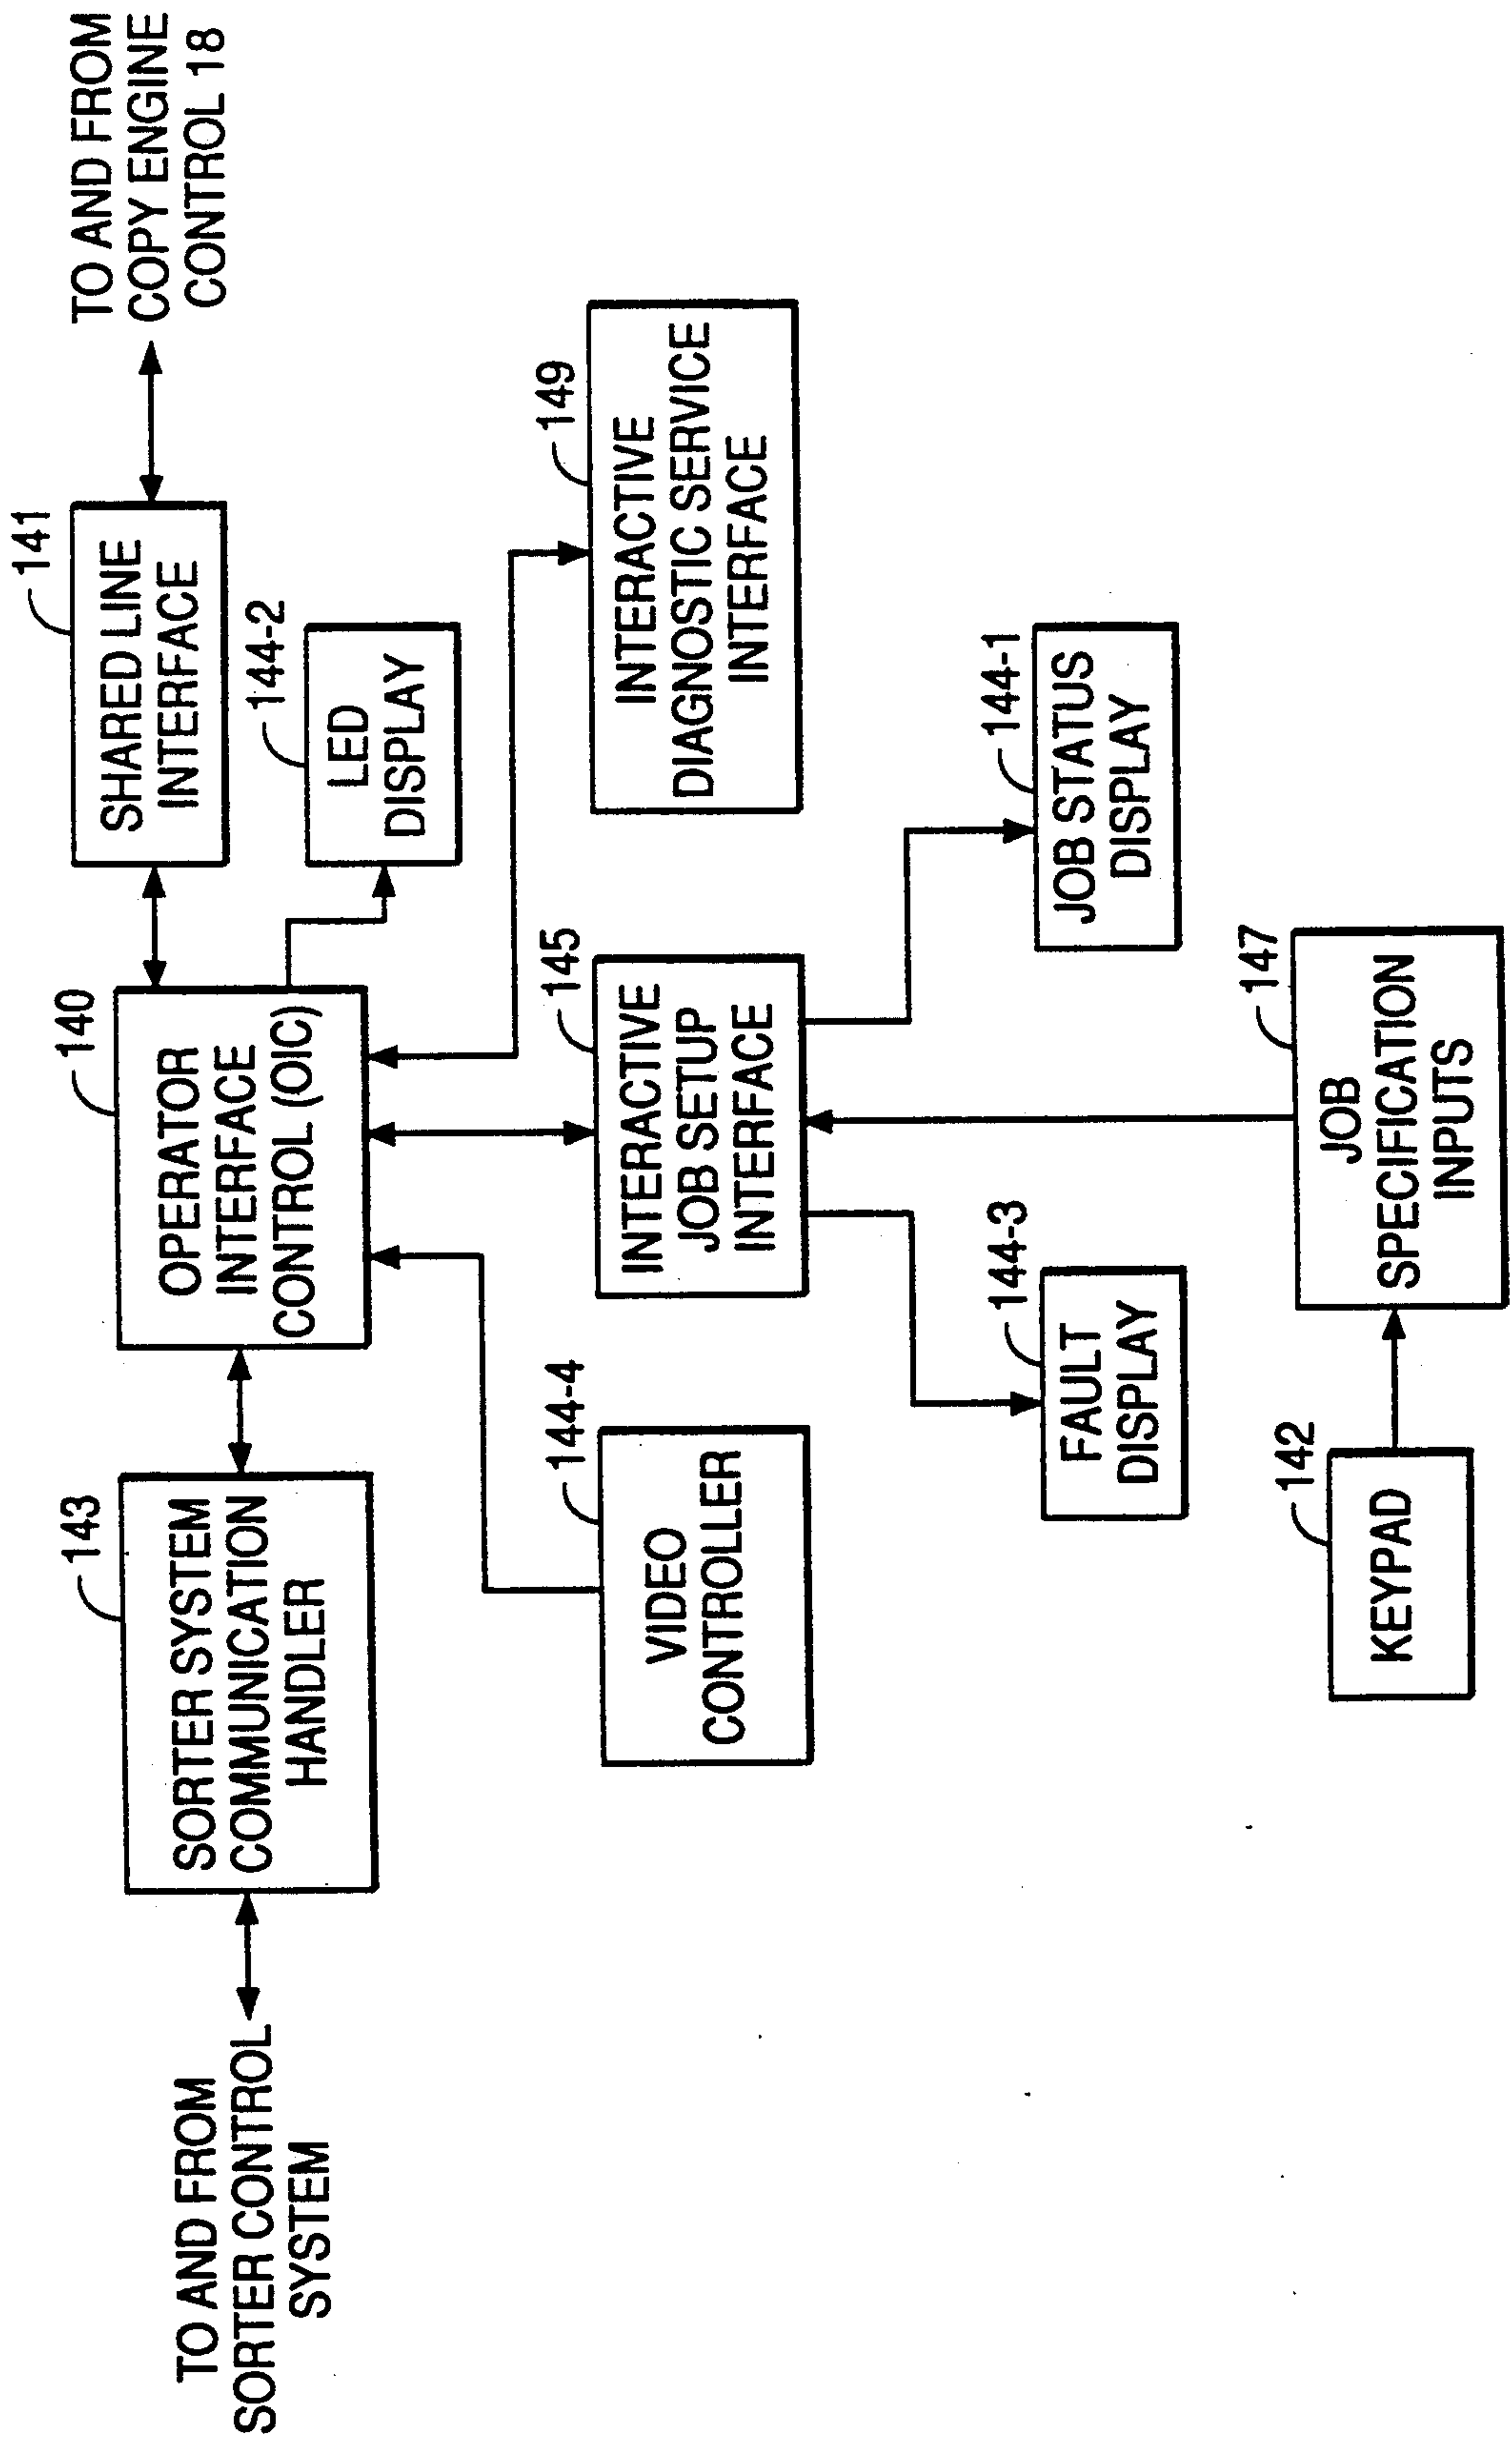 TO AND FROM
SORTER CONTROL
SYSTEM
143
SORTER SYSTEM
COMMUNICATION
HANDLER
140
OPERATOR
INTERFACE
CONTROL (OIC)
141
SHARED LINE
INTERFACE
TO AND FROM
COPY ENGINE
CONTROL 18
144-2
LED
DISPLAY
144-4
VIDEO
CONTROLLER
145
INTERACTIVE
JOB SETUP
INTERFACE
149
INTERACTIVE
DIAGNOSTIC SERVICE
INTERFACE
144-3
FAULT
DISPLAY
144-1
JOB STATUS
DISPLAY
142
KEYPAD
147
JOB
SPECIFICATION
INPUTS